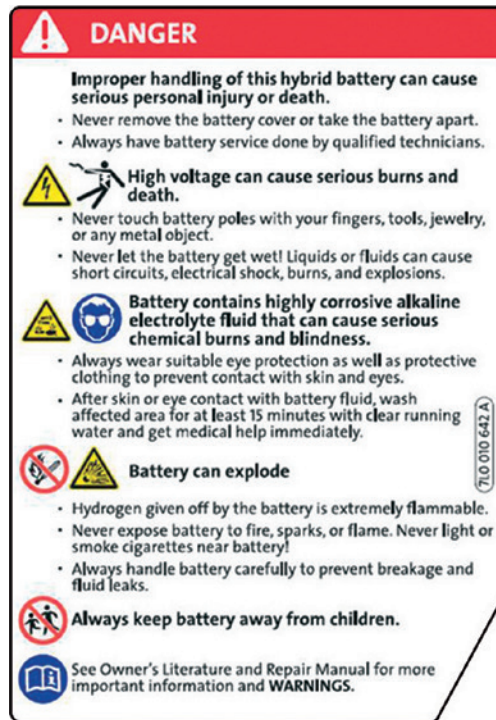 DANGER
Improper handling of this hybrid battery can cause
serious personal injury or death.
· Never remove the battery cover or take the battery apart.
· Always have battery service done by qualified technicians.
High voltage can cause serious burns and
death.
· Never touch battery poles with your fingers, tools, jewelry,
or any metal object.
· Never let the battery get wet! Liquids or fluids can cause
short circuits, electrical shock, burns, and explosions.
Battery contains highly corrosive alkaline
electrolyte fluid that can cause serious
chemical burns and blindness.
· Always wear suitable eye protection as well as protective
clothing to prevent contact with skin and eyes.
· After skin or eye contact with battery fluid, wash
affected area for at least 15 minutes with clear running
water and get medical help immediately.
7L0 010 642 A
Battery can explode
· Hydrogen given off by the battery is extremely flammable.
· Never expose battery to fire, sparks, or flame. Never light or
smoke cigarettes near battery!
· Always handle battery carefully to prevent breakage and
fluid leaks.
Always keep battery away from children.
See Owner's Literature and Repair Manual for more
important information and WARNINGS.